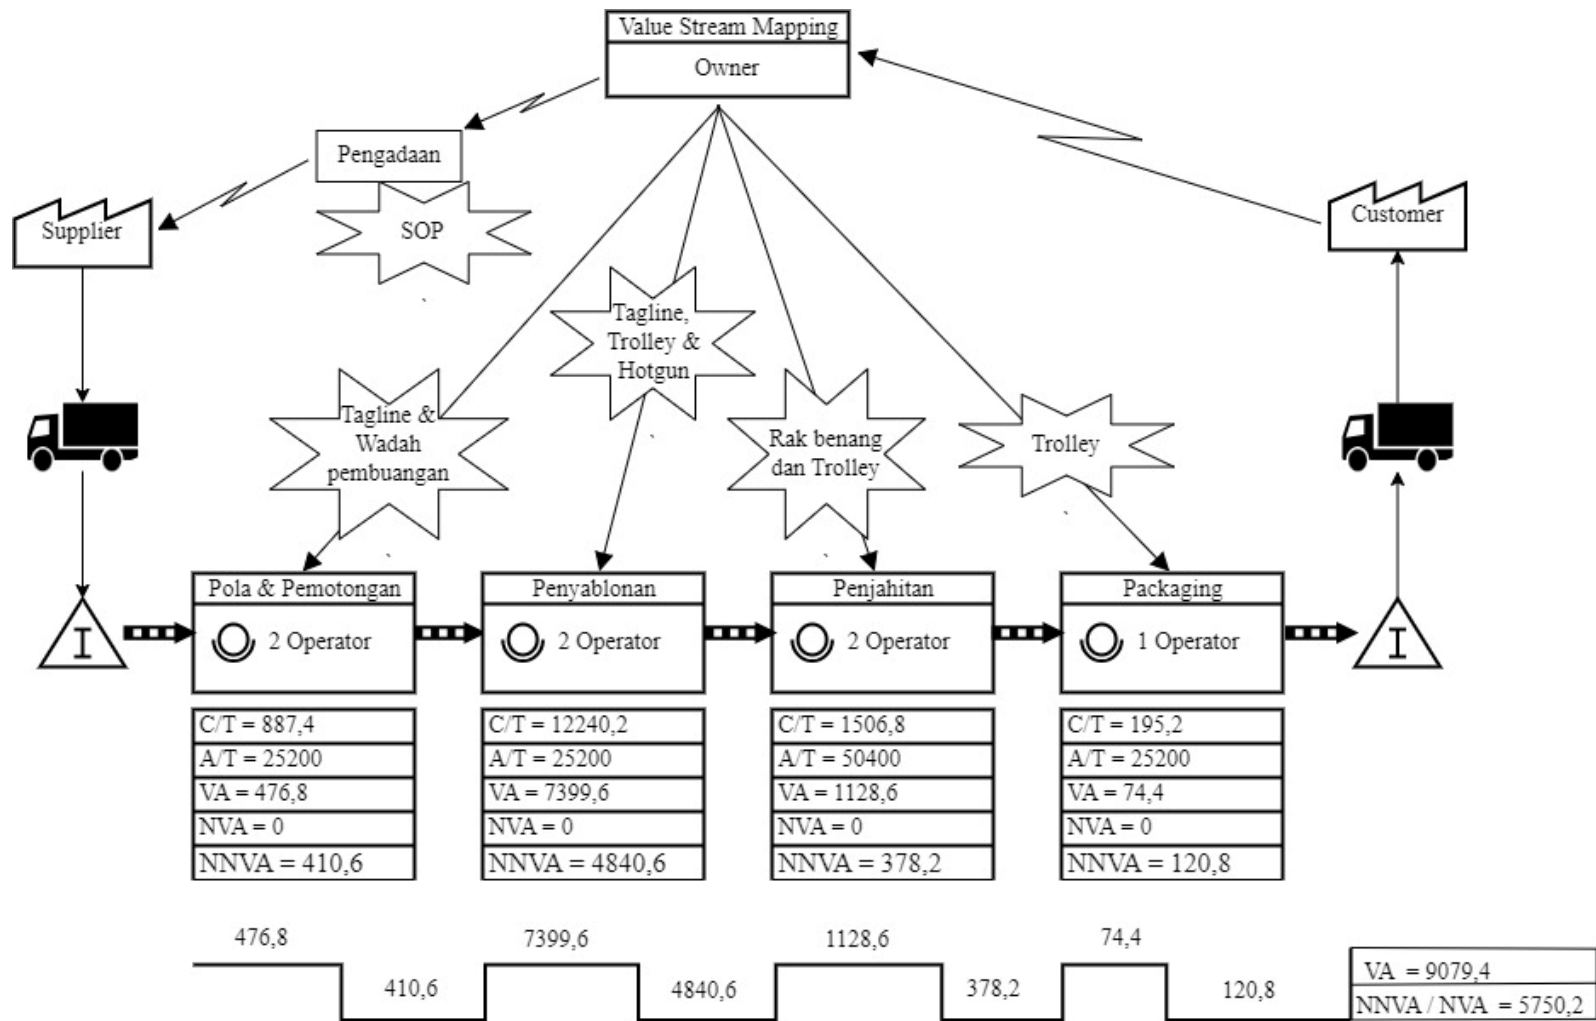 Value Stream Mapping
Owner
Pengadaan
SOP
Supplier
Customer
Tagline,
Trolley &
Hotgun
Tagline &
Wadah
pembuangan
Rak benang
dan Trolley
Trolley
I
Pola & Pemotongan
2 Operator
Penyablonan
2 Operator
Penjahitan
2 Operator
Packaging
1 Operator
I
C/T = 887,4
A/T = 25200
VA = 476,8
NVA = 0
NNVA = 410,6
C/T = 12240,2
A/T = 25200
VA = 7399,6
NVA = 0
NNVA = 4840,6
C/T = 1506,8
A/T = 50400
VA = 1128,6
NVA = 0
NNVA = 378,2
C/T = 195,2
A/T = 25200
VA = 74,4
NVA = 0
NNVA = 120,8
476,8
410,6
7399,6
4840,6
1128,6
378,2
74,4
120,8
VA = 9079,4
NNVA / NVA = 5750,2